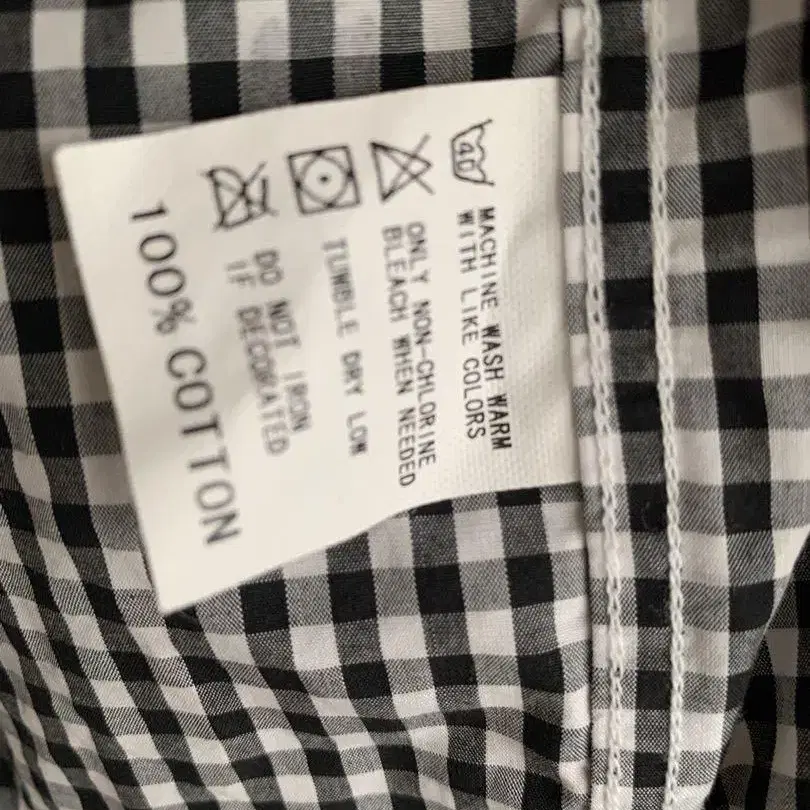 40
MACHINE WASH WARM
WITH LIKE COLORS
ONLY NON-CHLORINE
BLEACH WHEN NEEDED
TUMBLE DRY LOW
DO NOT IRON
IF DECORATED
100% COTTON